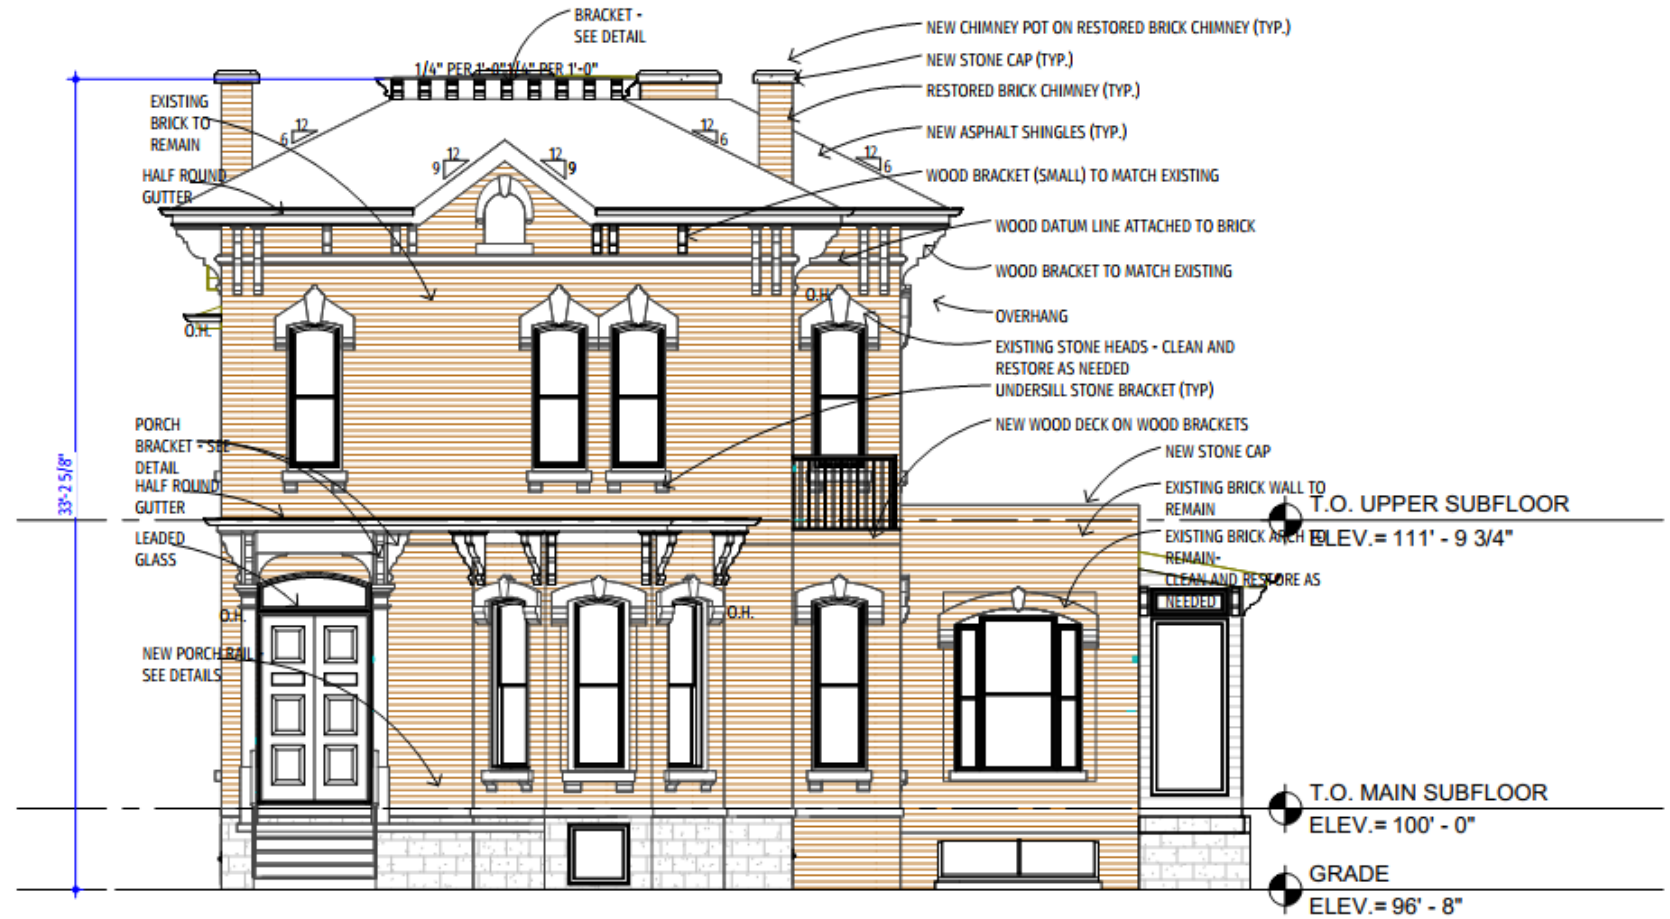 BRACKET -
SEE DETAIL
1/4" PER 1'-0"
1/4" PER 1'-0"
NEW CHIMNEY POT ON RESTORED BRICK CHIMNEY (TYP.)
NEW STONE CAP (TYP.)
RESTORED BRICK CHIMNEY (TYP.)
NEW ASPHALT SHINGLES (TYP.)
WOOD BRACKET (SMALL) TO MATCH EXISTING
WOOD DATUM LINE ATTACHED TO BRICK
WOOD BRACKET TO MATCH EXISTING
OVERHANG
EXISTING STONE HEADS - CLEAN AND
RESTORE AS NEEDED
UNDERSILL STONE BRACKET (TYP)
NEW WOOD DECK ON WOOD BRACKETS
NEW STONE CAP
EXISTING BRICK WALL TO
REMAIN
EXISTING BRICK ARCH TO
REMAIN-
CLEAN AND RESTORE AS
NEEDED
EXISTING
BRICK TO
REMAIN
HALF ROUND
GUTTER
12
6
12
9
12
9
12
6
12
6
O.H.
O.H.
PORCH
BRACKET - SEE
DETAIL
HALF ROUND
GUTTER
LEADED
GLASS
O.H.
O.H.
NEW PORCH RAIL -
SEE DETAILS
33'-2 5/8"
T.O. UPPER SUBFLOOR
ELEV.= 111' - 9 3/4"
T.O. MAIN SUBFLOOR
ELEV.= 100' - 0"
GRADE
ELEV.= 96' - 8"